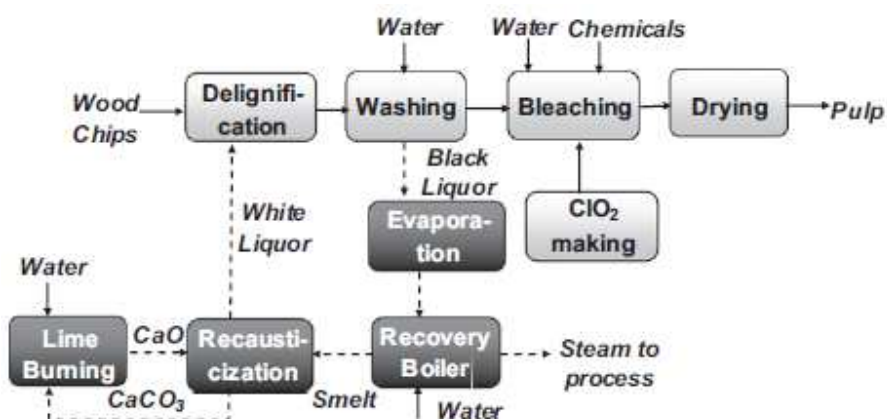 Water
Water
Chemicals
Wood
Chips
Delignifi-
cation
Washing
Bleaching
Drying
Pulp
Black
Liquor
White
Liquor
Evapora-
tion
ClO₂
making
Water
Lime
Burning
CaO
Recausti-
cization
Recovery
Boiler
Steam to
process
CaCO₃
Smelt
Water